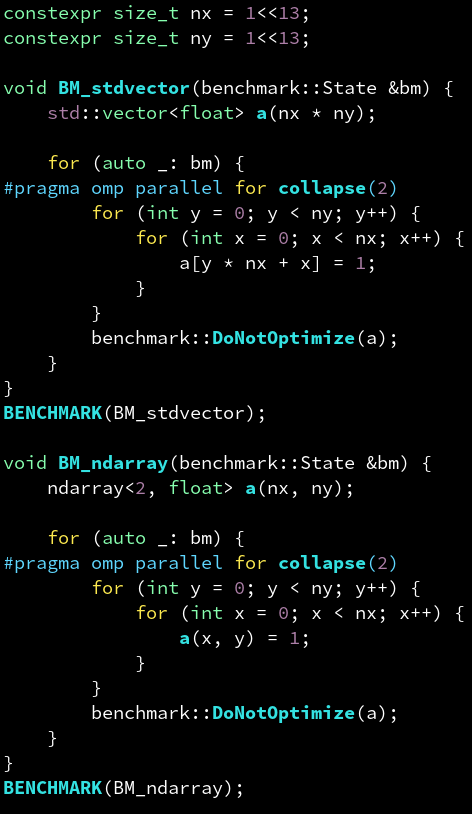 constexpr size_t nx = 1<<13;
constexpr size_t ny = 1<<13;

void BM_stdvector(benchmark::State &bm) {
    std::vector<float> a(nx * ny);

    for (auto _: bm) {
#pragma omp parallel for collapse(2)
        for (int y = 0; y < ny; y++) {
            for (int x = 0; x < nx; x++) {
                a[y * nx + x] = 1;
            }
        }
        benchmark::DoNotOptimize(a);
    }
}
BENCHMARK(BM_stdvector);

void BM_ndarray(benchmark::State &bm) {
    ndarray<2, float> a(nx, ny);

    for (auto _: bm) {
#pragma omp parallel for collapse(2)
        for (int y = 0; y < ny; y++) {
            for (int x = 0; x < nx; x++) {
                a(x, y) = 1;
            }
        }
        benchmark::DoNotOptimize(a);
    }
}
BENCHMARK(BM_ndarray);